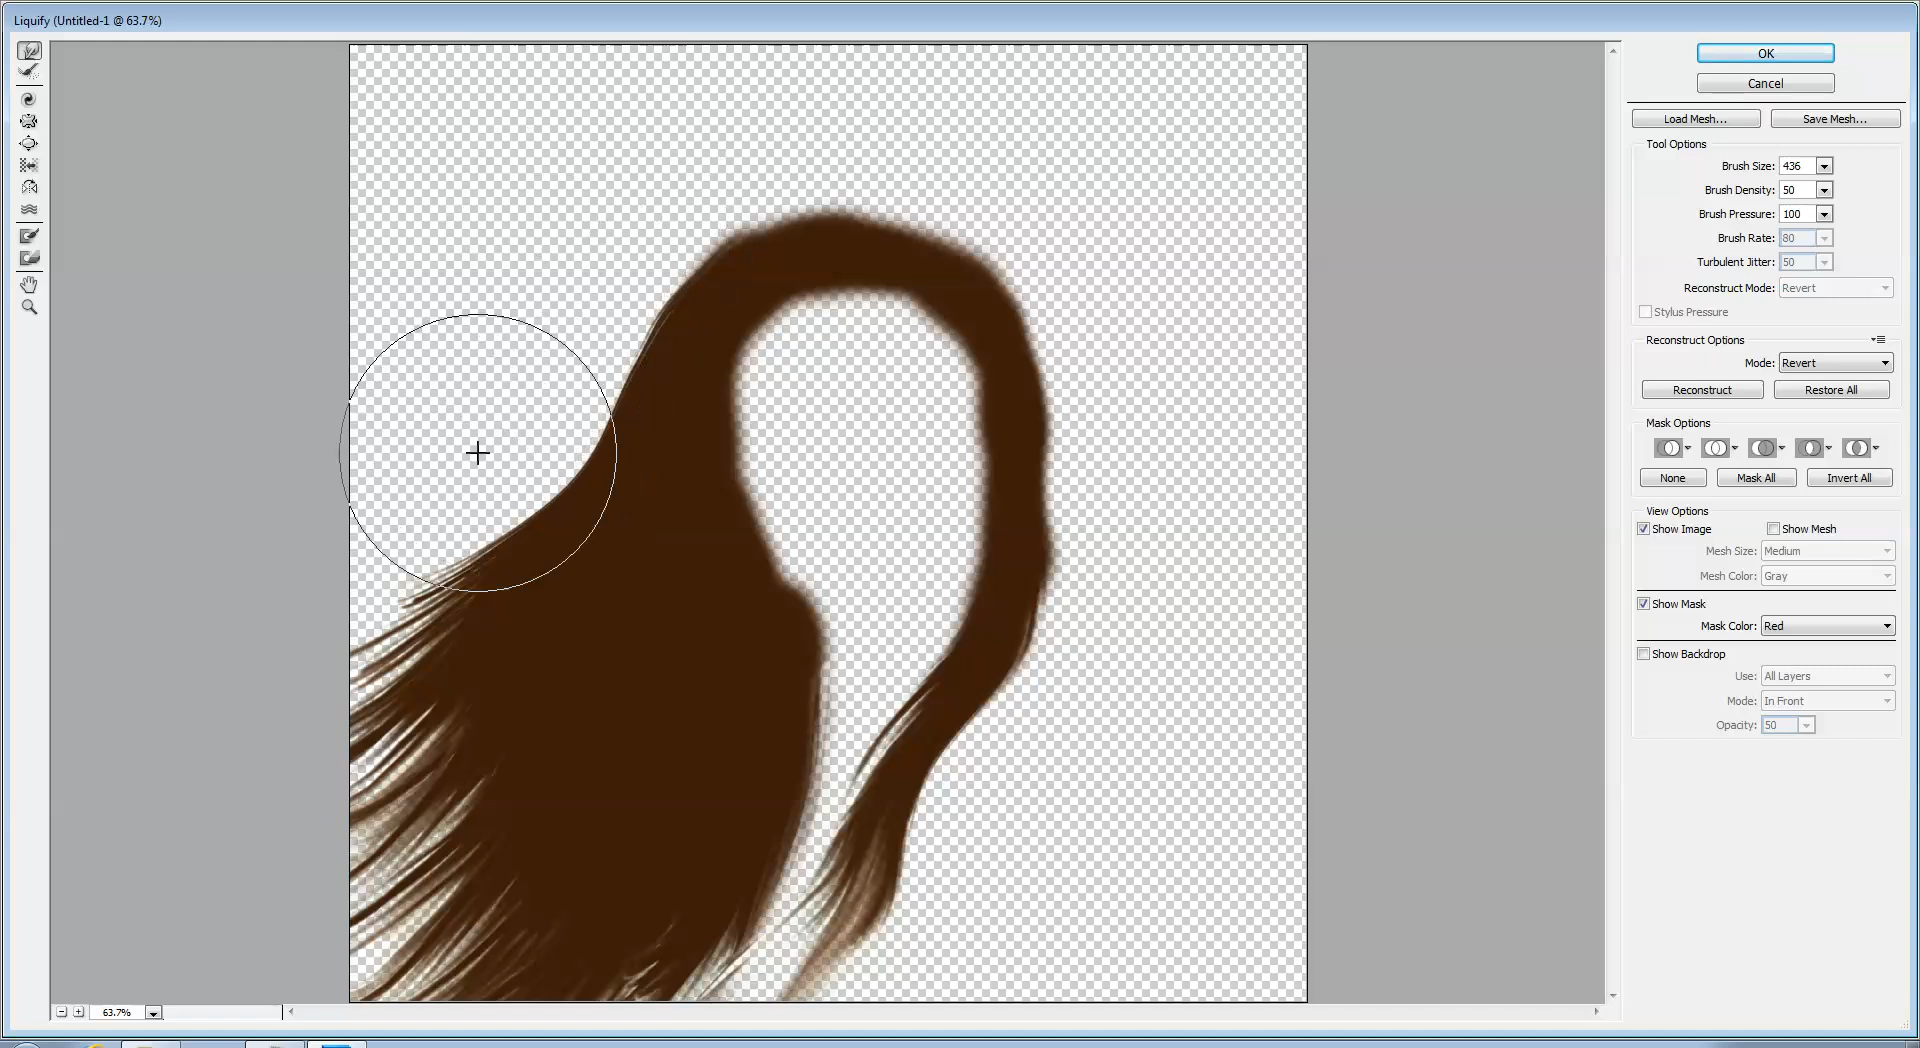 Liquify (Untitled-1 @ 63.7%)
OK
Cancel
Load Mesh...
Save Mesh...
Tool Options
Brush Size: 436
Brush Density: 50
Brush Pressure: 100
Brush Rate: 80
Turbulent Jitter: 50
Reconstruct Mode: Revert
Stylus Pressure
Reconstruct Options
Mode: Revert
Reconstruct
Restore All
Mask Options
None
Mask All
Invert All
View Options
Show Image
Show Mesh
Mesh Size: Medium
Mesh Color: Gray
Show Mask
Mask Color: Red
Show Backdrop
Use: All Layers
Mode: In Front
Opacity: 50
63.7%